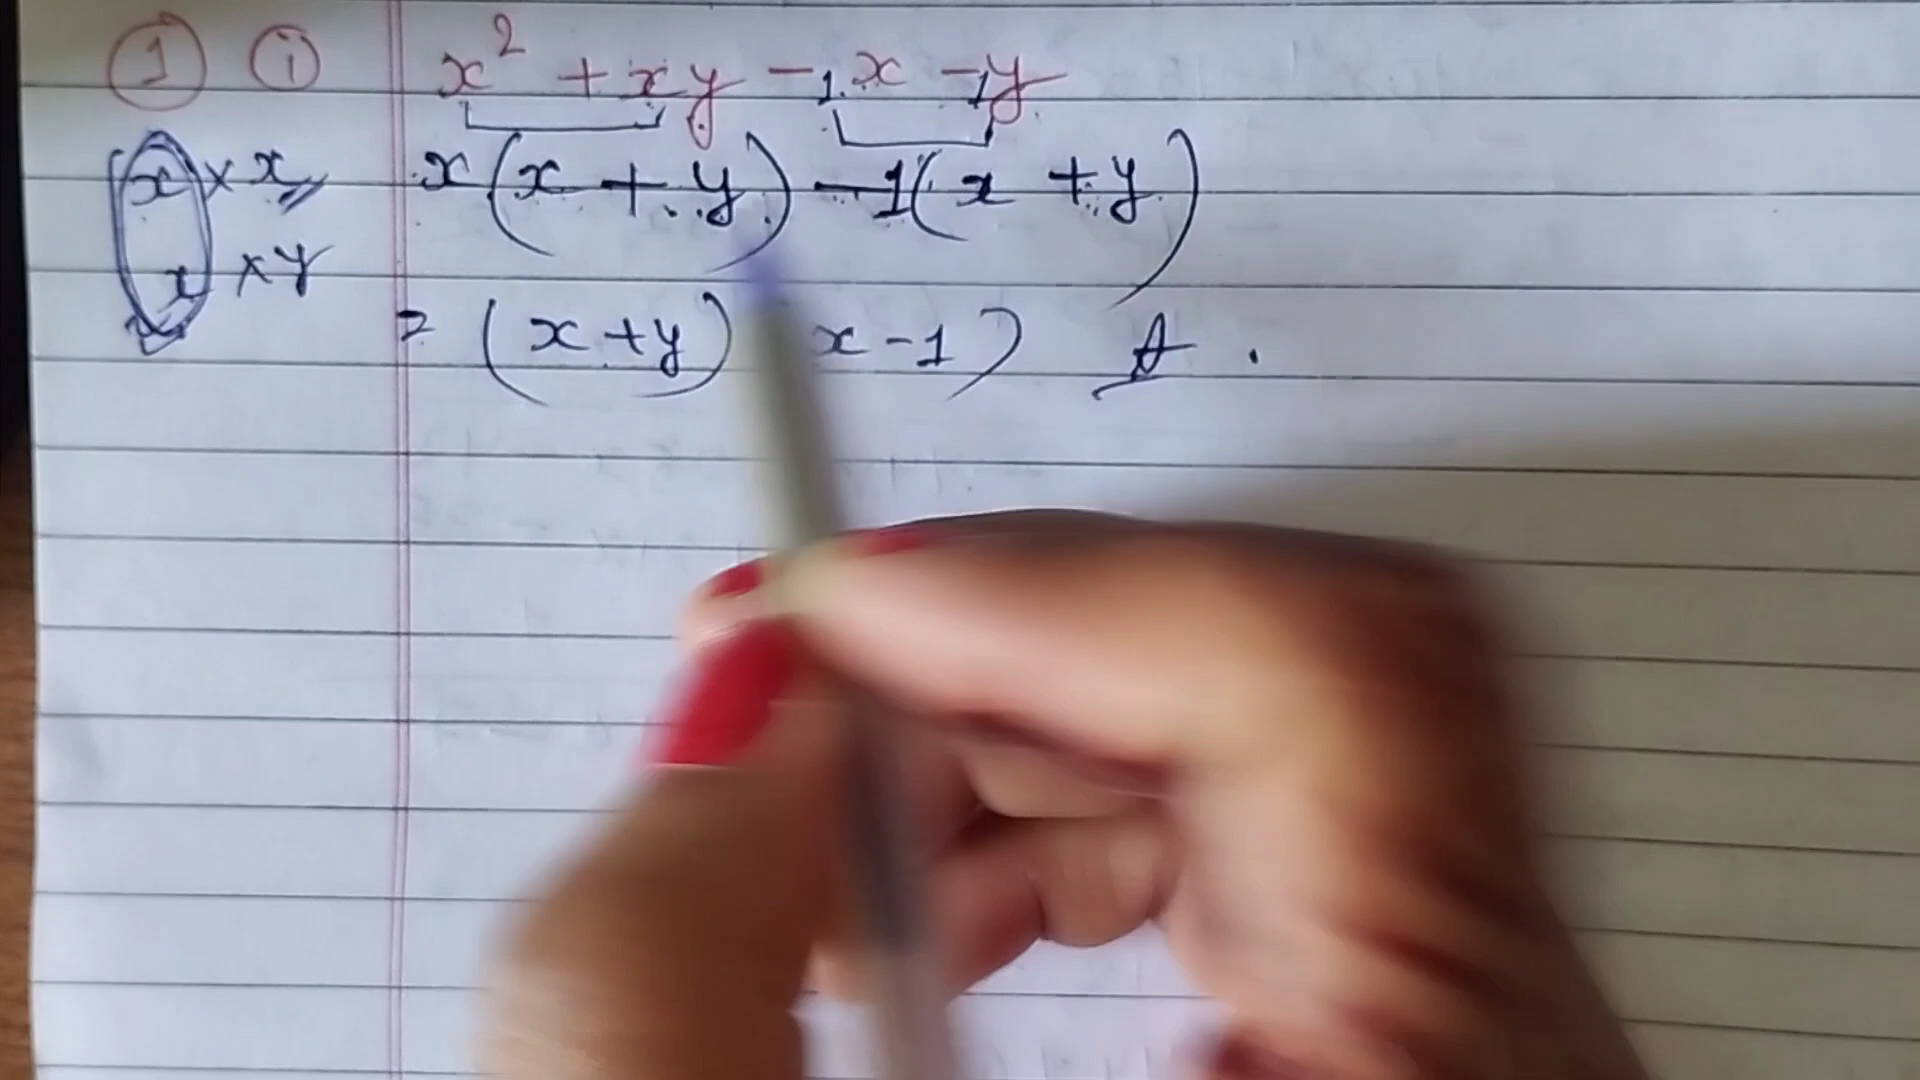 ① ⓘ x² + xy - 1x - 1y
x × x x(x + y) - 1(x + y)
x × y
= (x + y) x - 1) A.